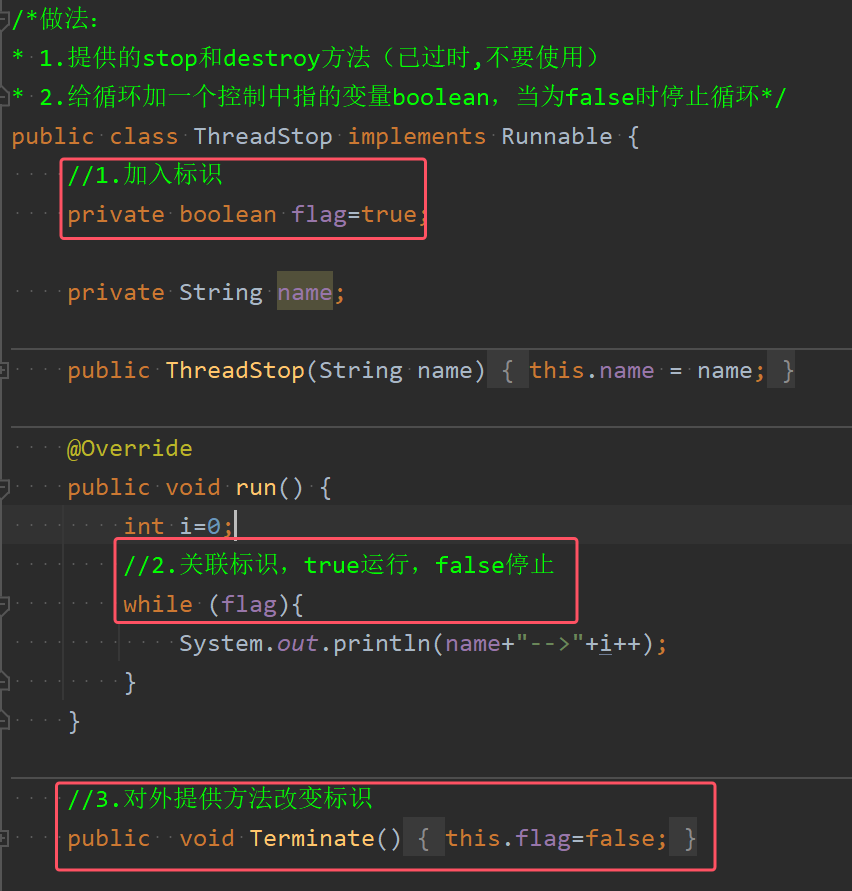 /*做法:
* 1.提供的stop和destroy方法（已过时,不要使用）
* 2.给循环加一个控制中指的变量boolean，当为false时停止循环*/
public class ThreadStop implements Runnable {
//1.加入标识
private boolean flag=true;
private String name;
public ThreadStop(String name) { this.name = name; }
@Override
public void run() {
int i=0;
//2.关联标识，true运行，false停止
while (flag){
System.out.println(name+"-->"+i++);
}
}
//3.对外提供方法改变标识
public  void Terminate() { this.flag=false; }